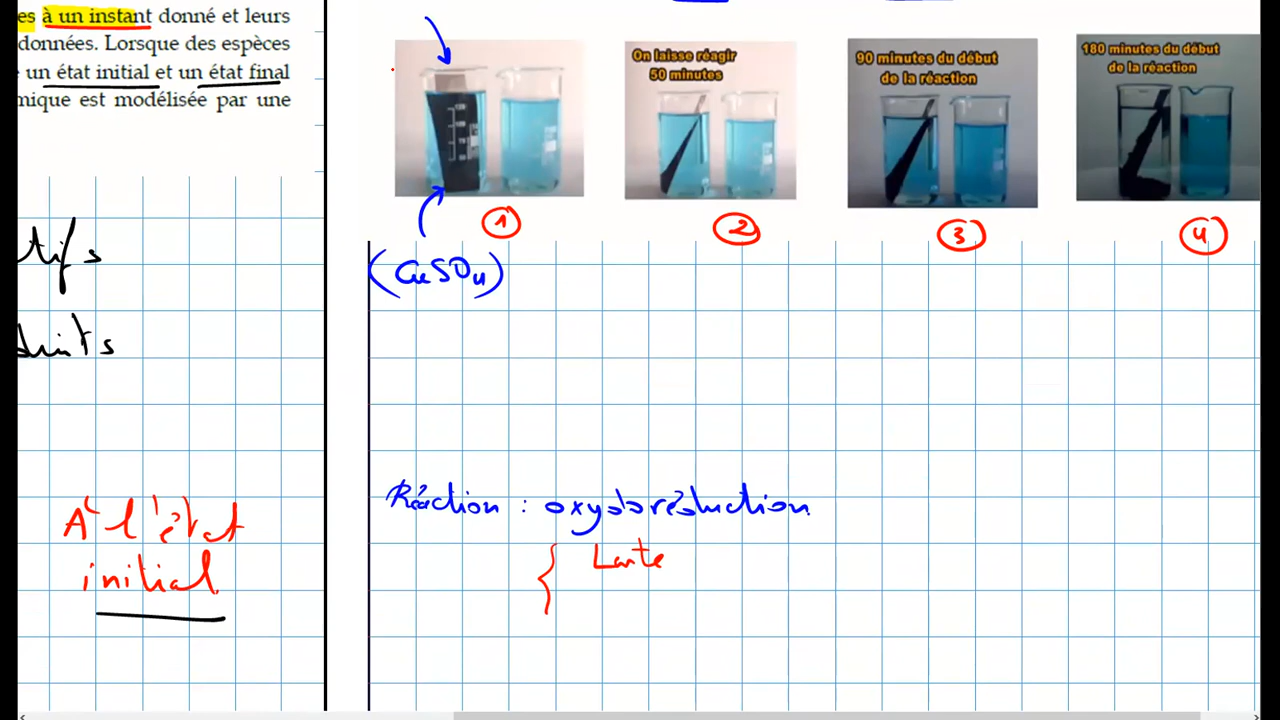 es à un instant donné et leurs
données. Lorsque des espèces
un état initial et un état final
mique est modélisée par une
tifs
duits
A l'état
initial
On laisse réagir
50 minutes
90 minutes du début
de la réaction
180 minutes du début
de la réaction
1
2
3
4
(CuSO4)
Réaction : oxydoréduction
{ Lente